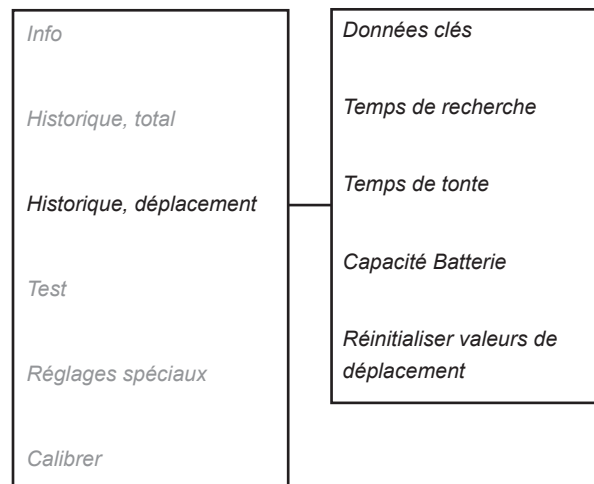 Info
Historique, total
Historique, déplacement
Test
Réglages spéciaux
Calibrer
Données clés
Temps de recherche
Temps de tonte
Capacité Batterie
Réinitialiser valeurs de
déplacement